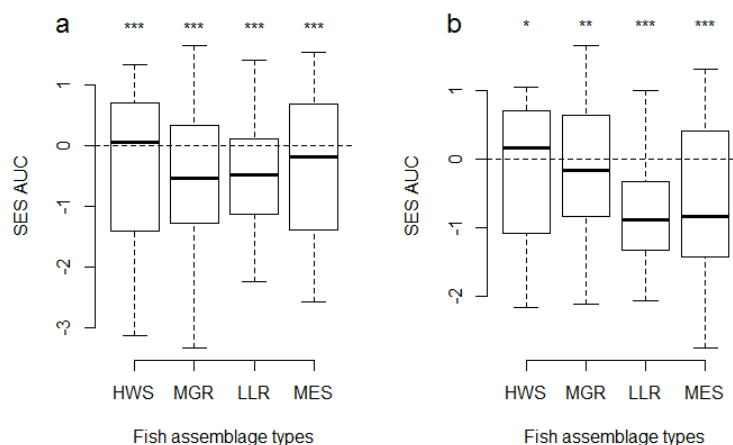 a
*** *** *** ***
SES AUC
1
0
-1
-2
-3
HWS MGR LLR MES
Fish assemblage types
b
* ** *** ***
SES AUC
1
0
-1
-2
HWS MGR LLR MES
Fish assemblage types